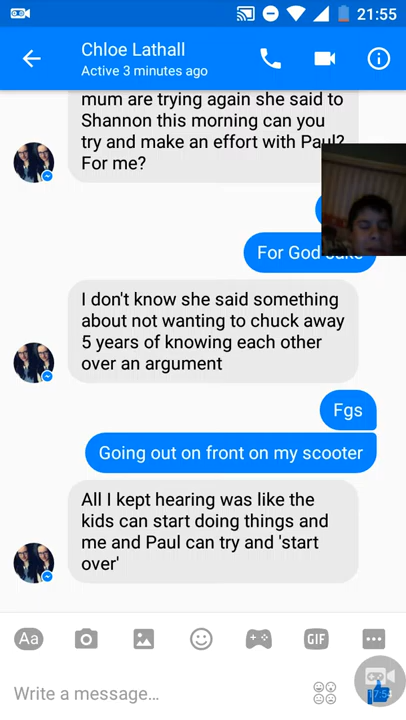 21:55
Chloe Lathall
Active 3 minutes ago
mum are trying again she said to
Shannon this morning can you
try and make an effort with Paul?
For me?
For God sake
I don't know she said something
about not wanting to chuck away
5 years of knowing each other
over an argument
Fgs
Going out on front on my scooter
All I kept hearing was like the
kids can start doing things and
me and Paul can try and 'start
over'
Aa
GIF
Write a message...